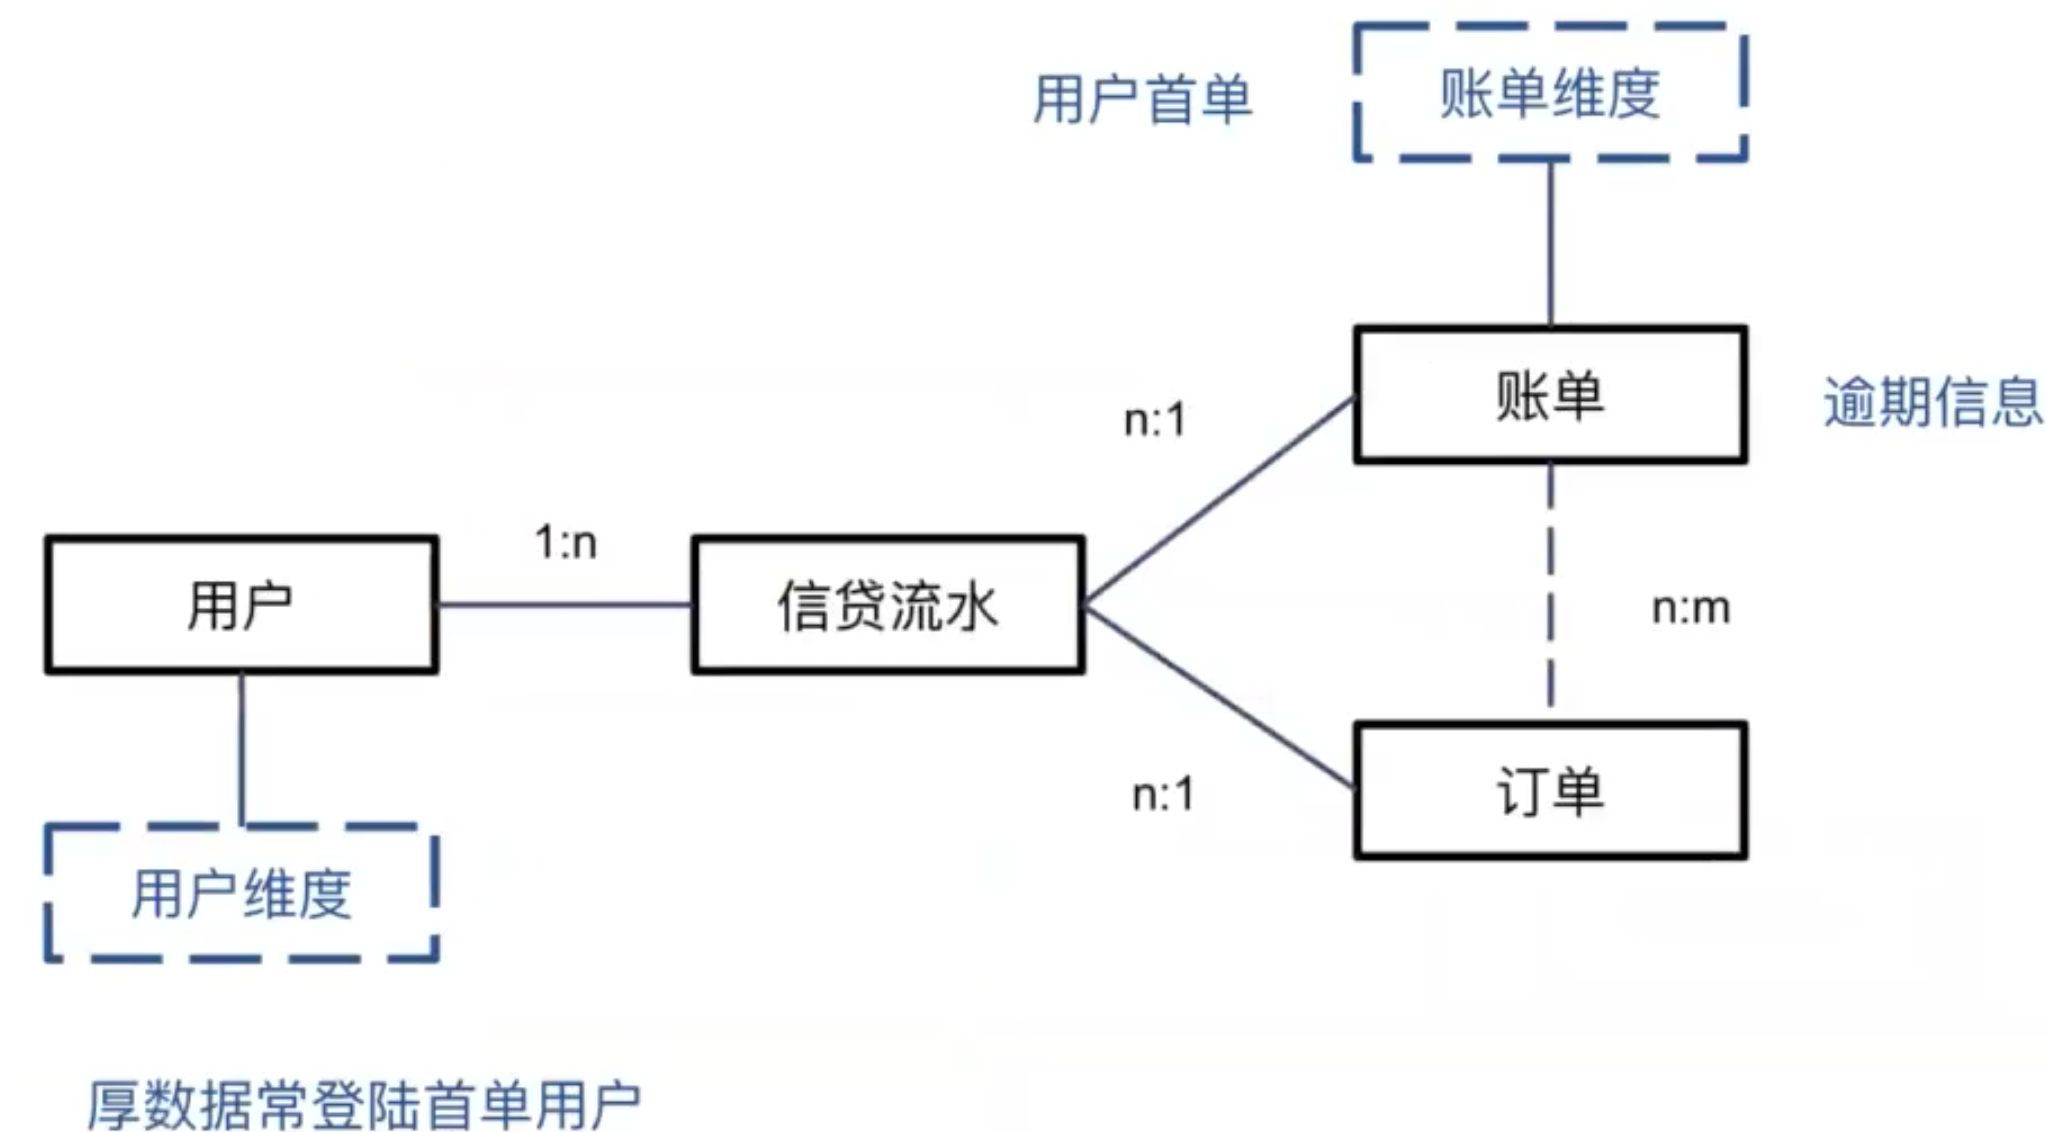 用户首单
账单维度
n:1
账单
逾期信息
用户
1:n
信贷流水
n:m
n:1
订单
用户维度
厚数据常登陆首单用户